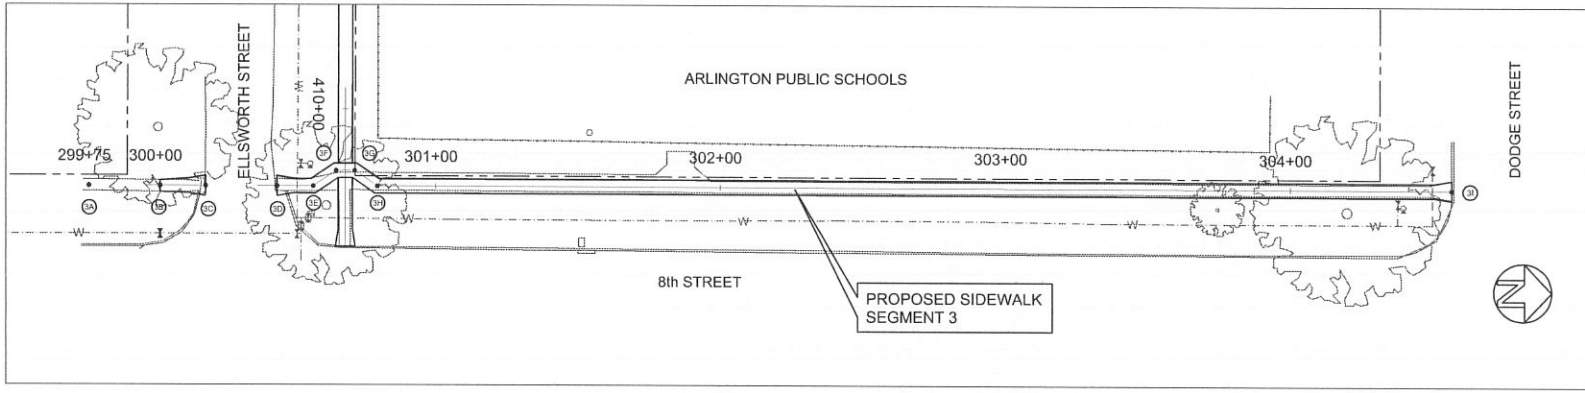 ELLSWORTH STREET
ARLINGTON PUBLIC SCHOOLS
DODGE STREET
410+00
299+75
300+00
301+00
302+00
303+00
304+00
3F
3G
3A
3B
3C
3D
3E
3H
3I
W
W
W
W
W
W
8th STREET
PROPOSED SIDEWALK
SEGMENT 3
N